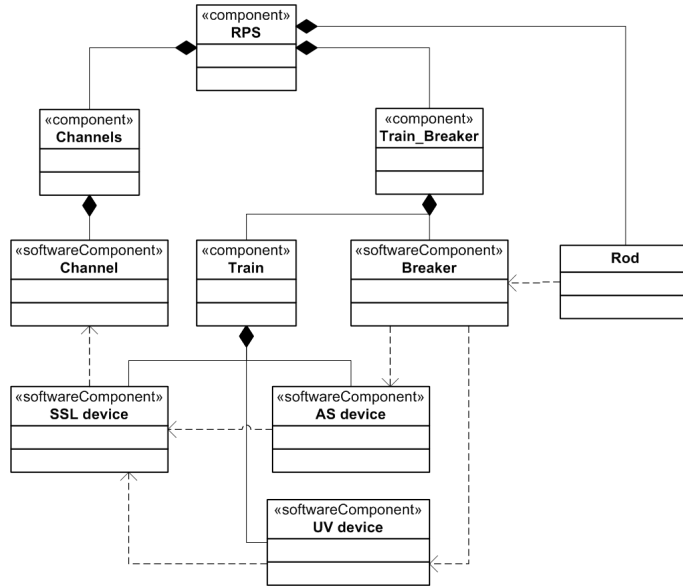 «component»
RPS
«component»
Channels
«component»
Train_Breaker
«softwareComponent»
Channel
«component»
Train
«softwareComponent»
Breaker
Rod
«softwareComponent»
SSL device
«softwareComponent»
AS device
«softwareComponent»
UV device